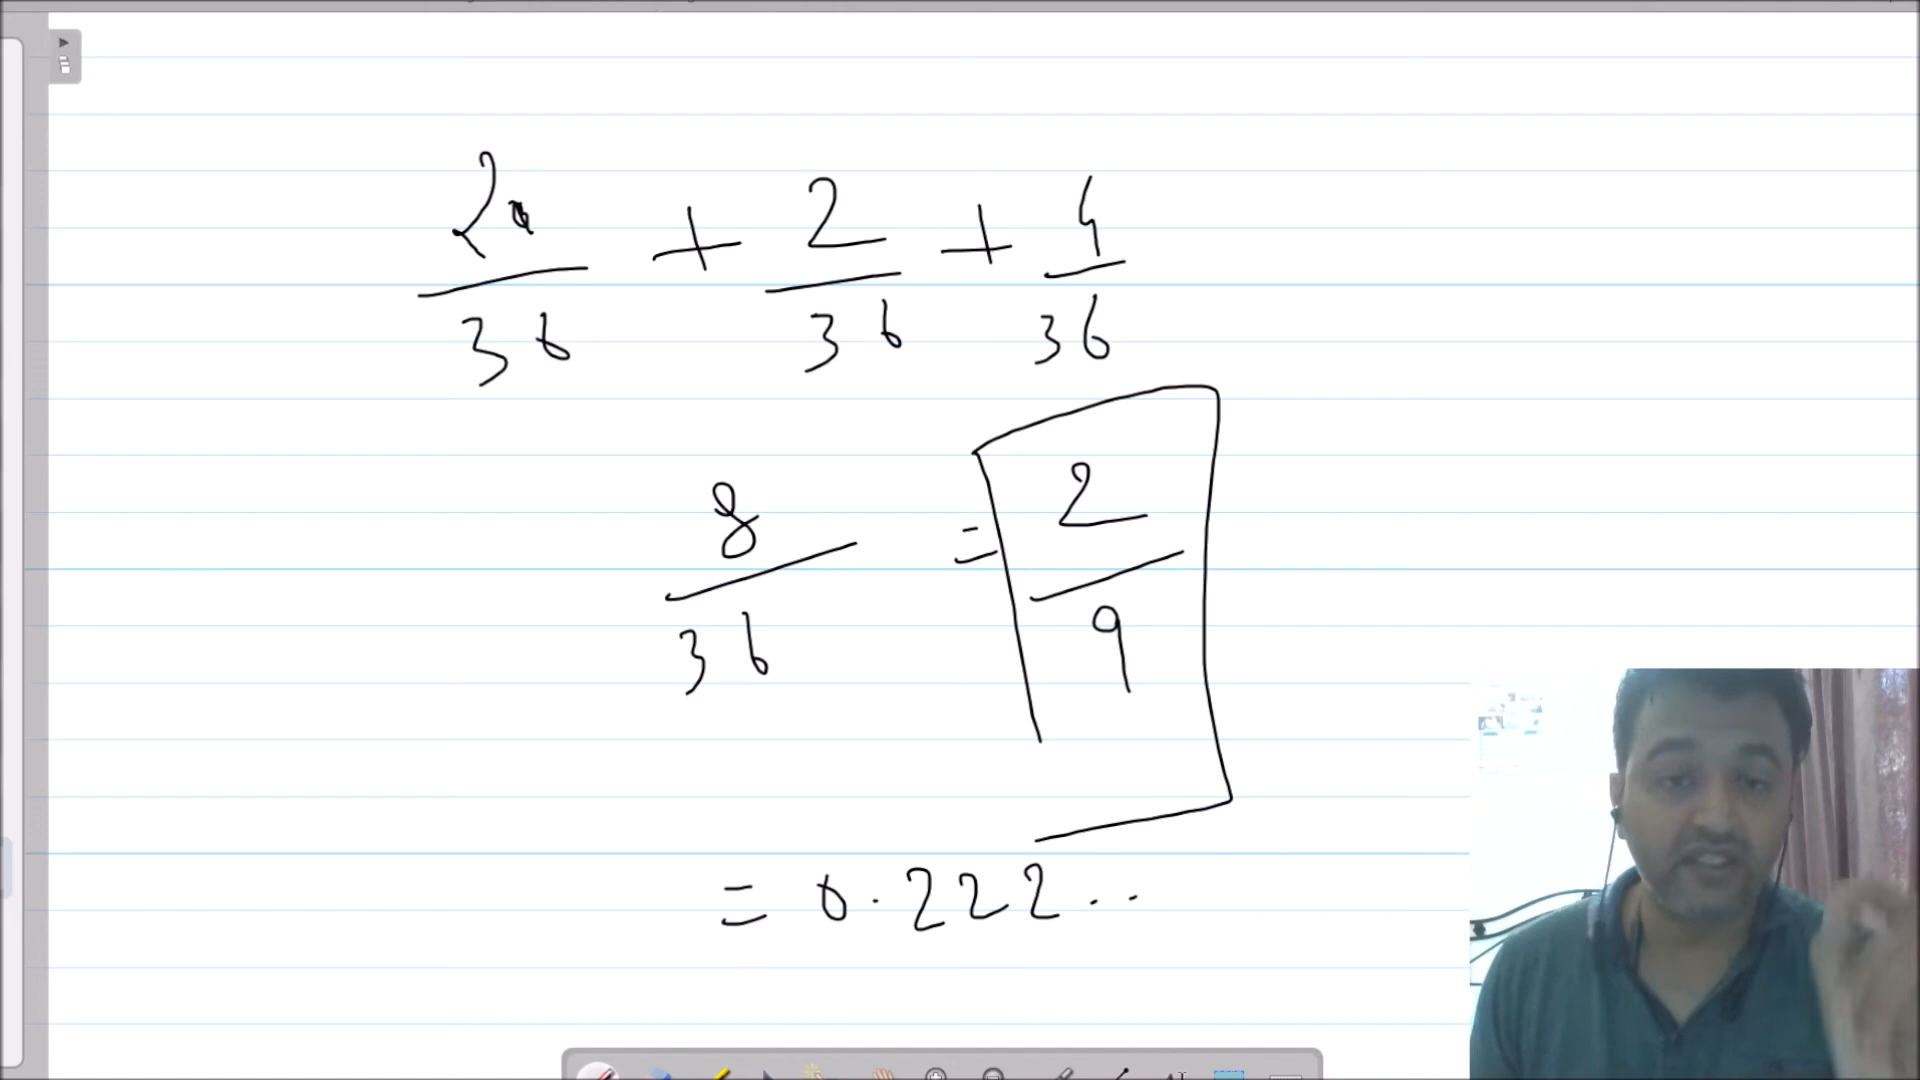 2/36 + 2/36 + 4/36
8/36 = 2/9
= 0.222..